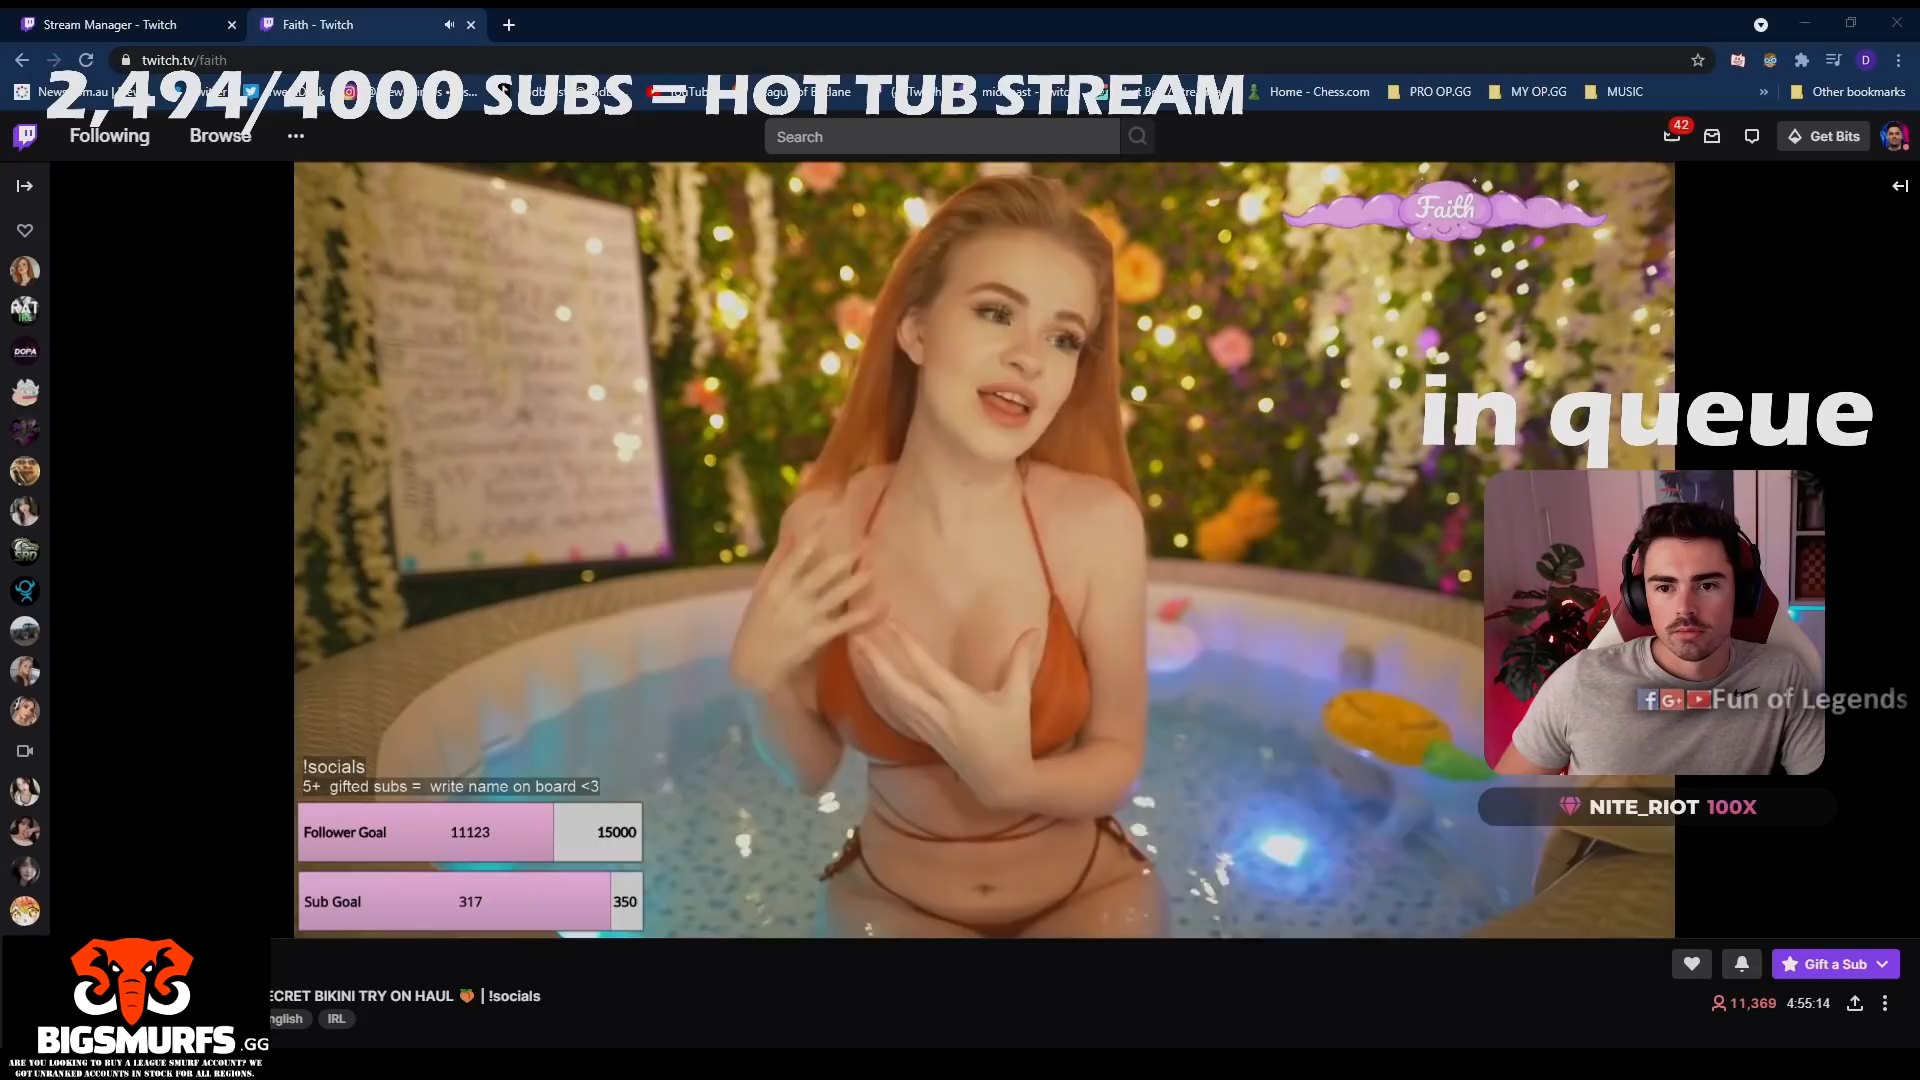 Stream Manager - Twitch
Faith - Twitch
twitch.tv/faith
2,494/4000 SUBS = HOT TUB STREAM
Home - Chess.com
PRO OP.GG
MY OP.GG
MUSIC
Other bookmarks
Following
Browse
Search
42
Get Bits
Faith
RAT
DOPA
SRD
in queue
Fun of Legends
NITE_RIOT 100X
!socials
5+ gifted subs = write name on board <3
Follower Goal 11123 15000
Sub Goal 317 350
Gift a Sub
ECRET BIKINI TRY ON HAUL 🍑 | !socials
nglish
IRL
11,369 4:55:14
BIGSMURFS.GG
ARE YOU LOOKING TO BUY A LEAGUE SMURF ACCOUNT? WE
GOT UNRANKED ACCOUNTS IN STOCK FOR ALL REGIONS.